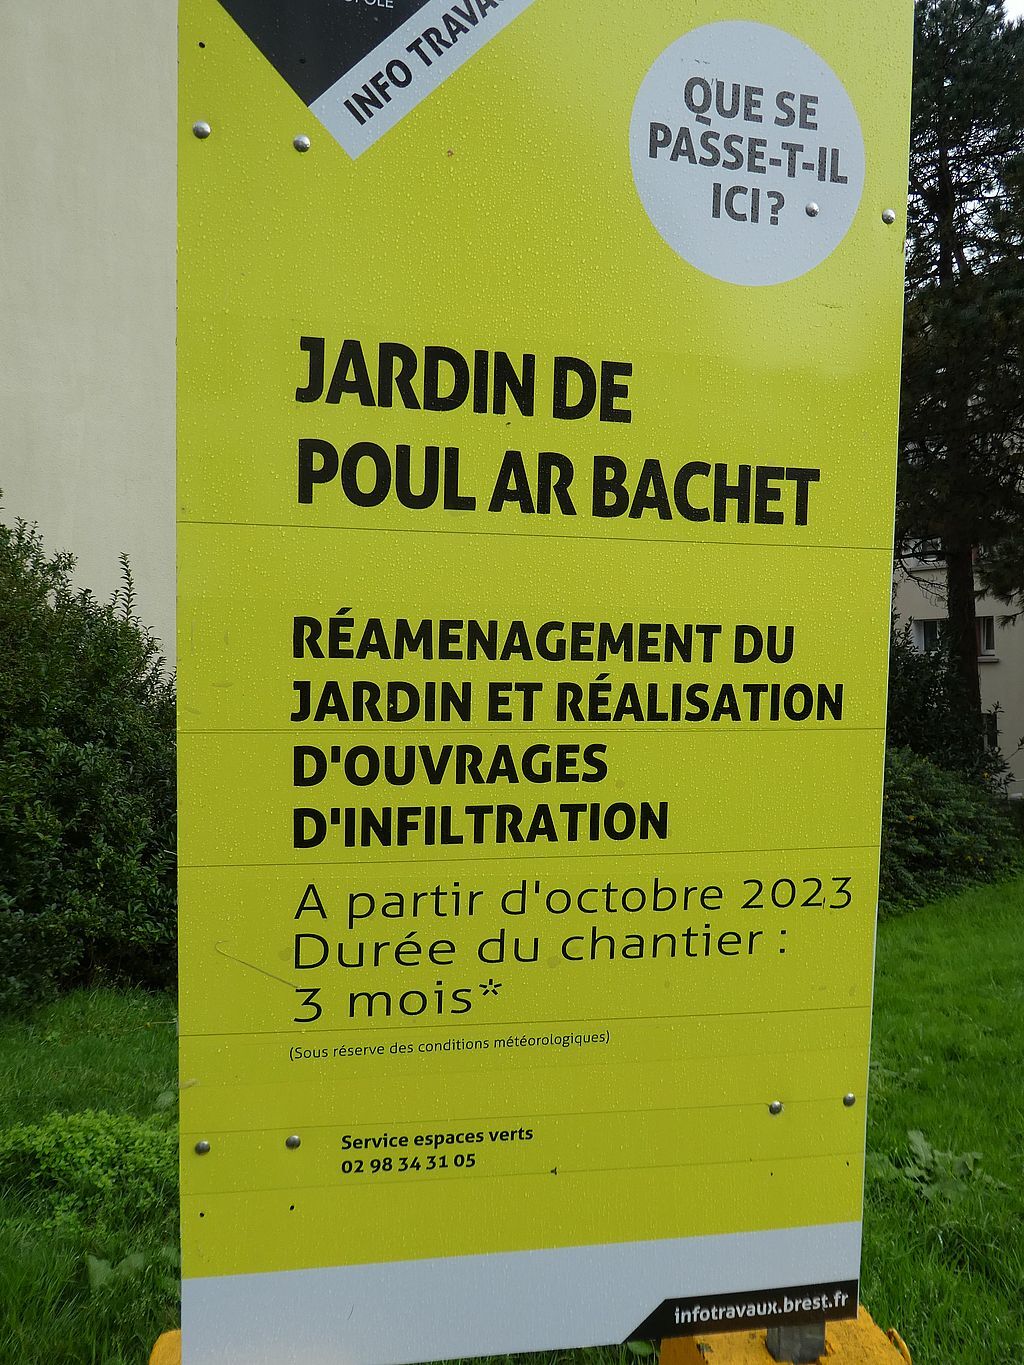 INFO
QUE SE
PASSE-T-IL
ICI?
JARDIN DE
POUL AR BACHET
RÉAMENAGEMENT DU
JARDIN ET RÉALISATION
D'OUVRAGES
D'INFILTRATION
A partir d'octobre 2023
Durée du chantier :
3 mois*
(Sous réserve des conditions météorologiques)
Service espaces verts
02 98 34 31 05
infotravaux.brest.fr